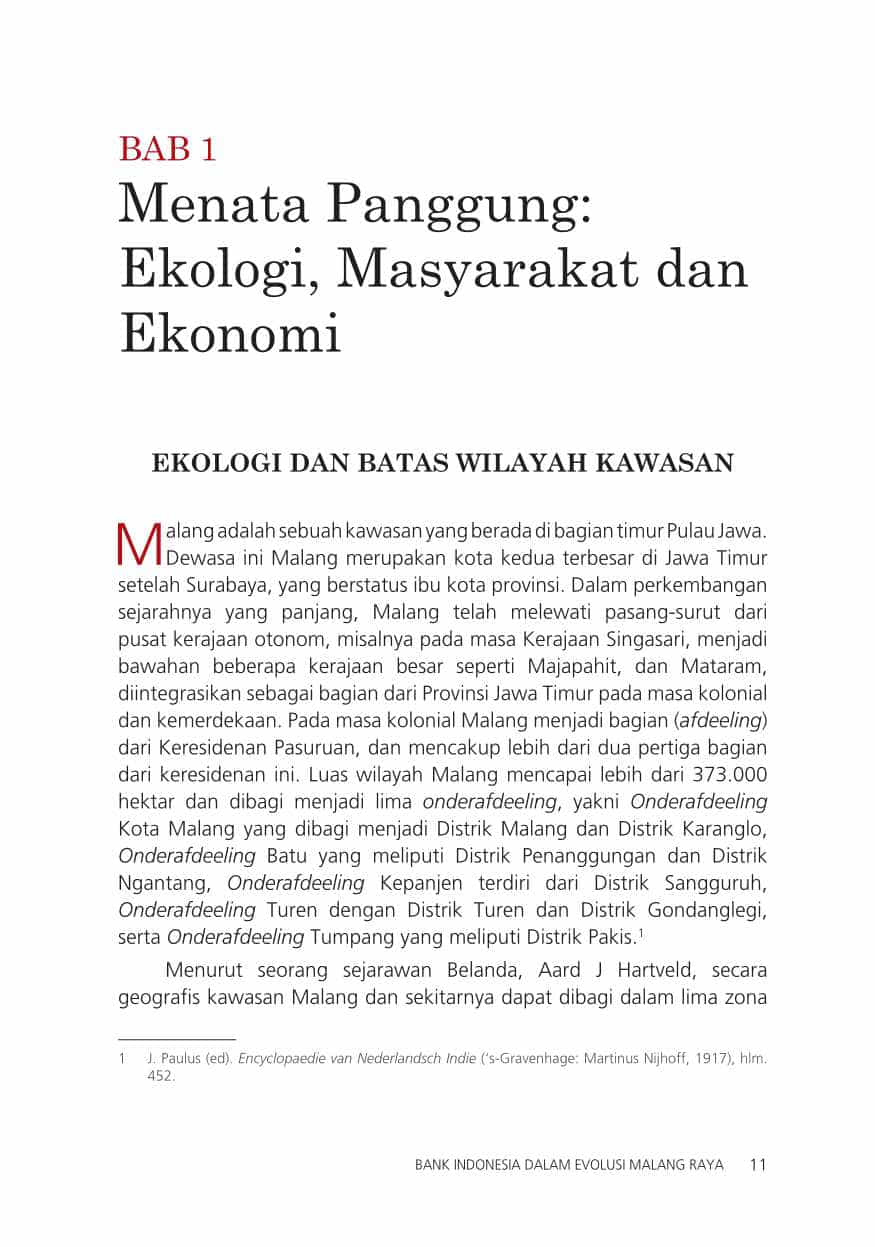 BAB 1
Menata Panggung:
Ekologi, Masyarakat dan
Ekonomi
EKOLOGI DAN BATAS WILAYAH KAWASAN
Malang adalah sebuah kawasan yang berada di bagian timur Pulau Jawa.
Dewasa ini Malang merupakan kota kedua terbesar di Jawa Timur
setelah Surabaya, yang berstatus ibu kota provinsi. Dalam perkembangan
sejarahnya yang panjang, Malang telah melewati pasang-surut dari
pusat kerajaan otonom, misalnya pada masa Kerajaan Singasari, menjadi
bawahan beberapa kerajaan besar seperti Majapahit, dan Mataram,
diintegrasikan sebagai bagian dari Provinsi Jawa Timur pada masa kolonial
dan kemerdekaan. Pada masa kolonial Malang menjadi bagian (afdeeling)
dari Keresidenan Pasuruan, dan mencakup lebih dari dua pertiga bagian
dari keresidenan ini. Luas wilayah Malang mencapai lebih dari 373.000
hektar dan dibagi menjadi lima onderafdeeling, yakni Onderafdeeling
Kota Malang yang dibagi menjadi Distrik Malang dan Distrik Karanglo,
Onderafdeeling Batu yang meliputi Distrik Penanggungan dan Distrik
Ngantang, Onderafdeeling Kepanjen terdiri dari Distrik Sangguruh,
Onderafdeeling Turen dengan Distrik Turen dan Distrik Gondanglegi,
serta Onderafdeeling Tumpang yang meliputi Distrik Pakis.1
Menurut seorang sejarawan Belanda, Aard J Hartveld, secara
geografis kawasan Malang dan sekitarnya dapat dibagi dalam lima zona
1 J. Paulus (ed). Encyclopaedie van Nederlandsch Indie ('s-Gravenhage: Martinus Nijhoff, 1917), hlm.
452.
BANK INDONESIA DALAM EVOLUSI MALANG RAYA 11